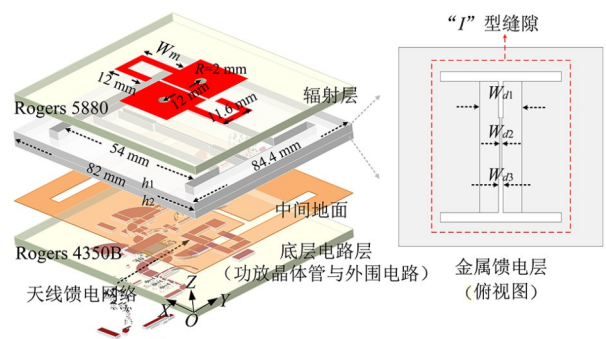 "I"型缝隙
Wm
R=2 mm
12 mm
12 mm
11.6 mm
Rogers 5880
辐射层
54 mm
84.4 mm
82 mm
h1
h2
中间地面
Rogers 4350B
底层电路层
(功放晶体管与外围电路)
天线馈电网络
Z
X
Y
O
Wd1
Wd2
Wd3
金属馈电层
(俯视图)